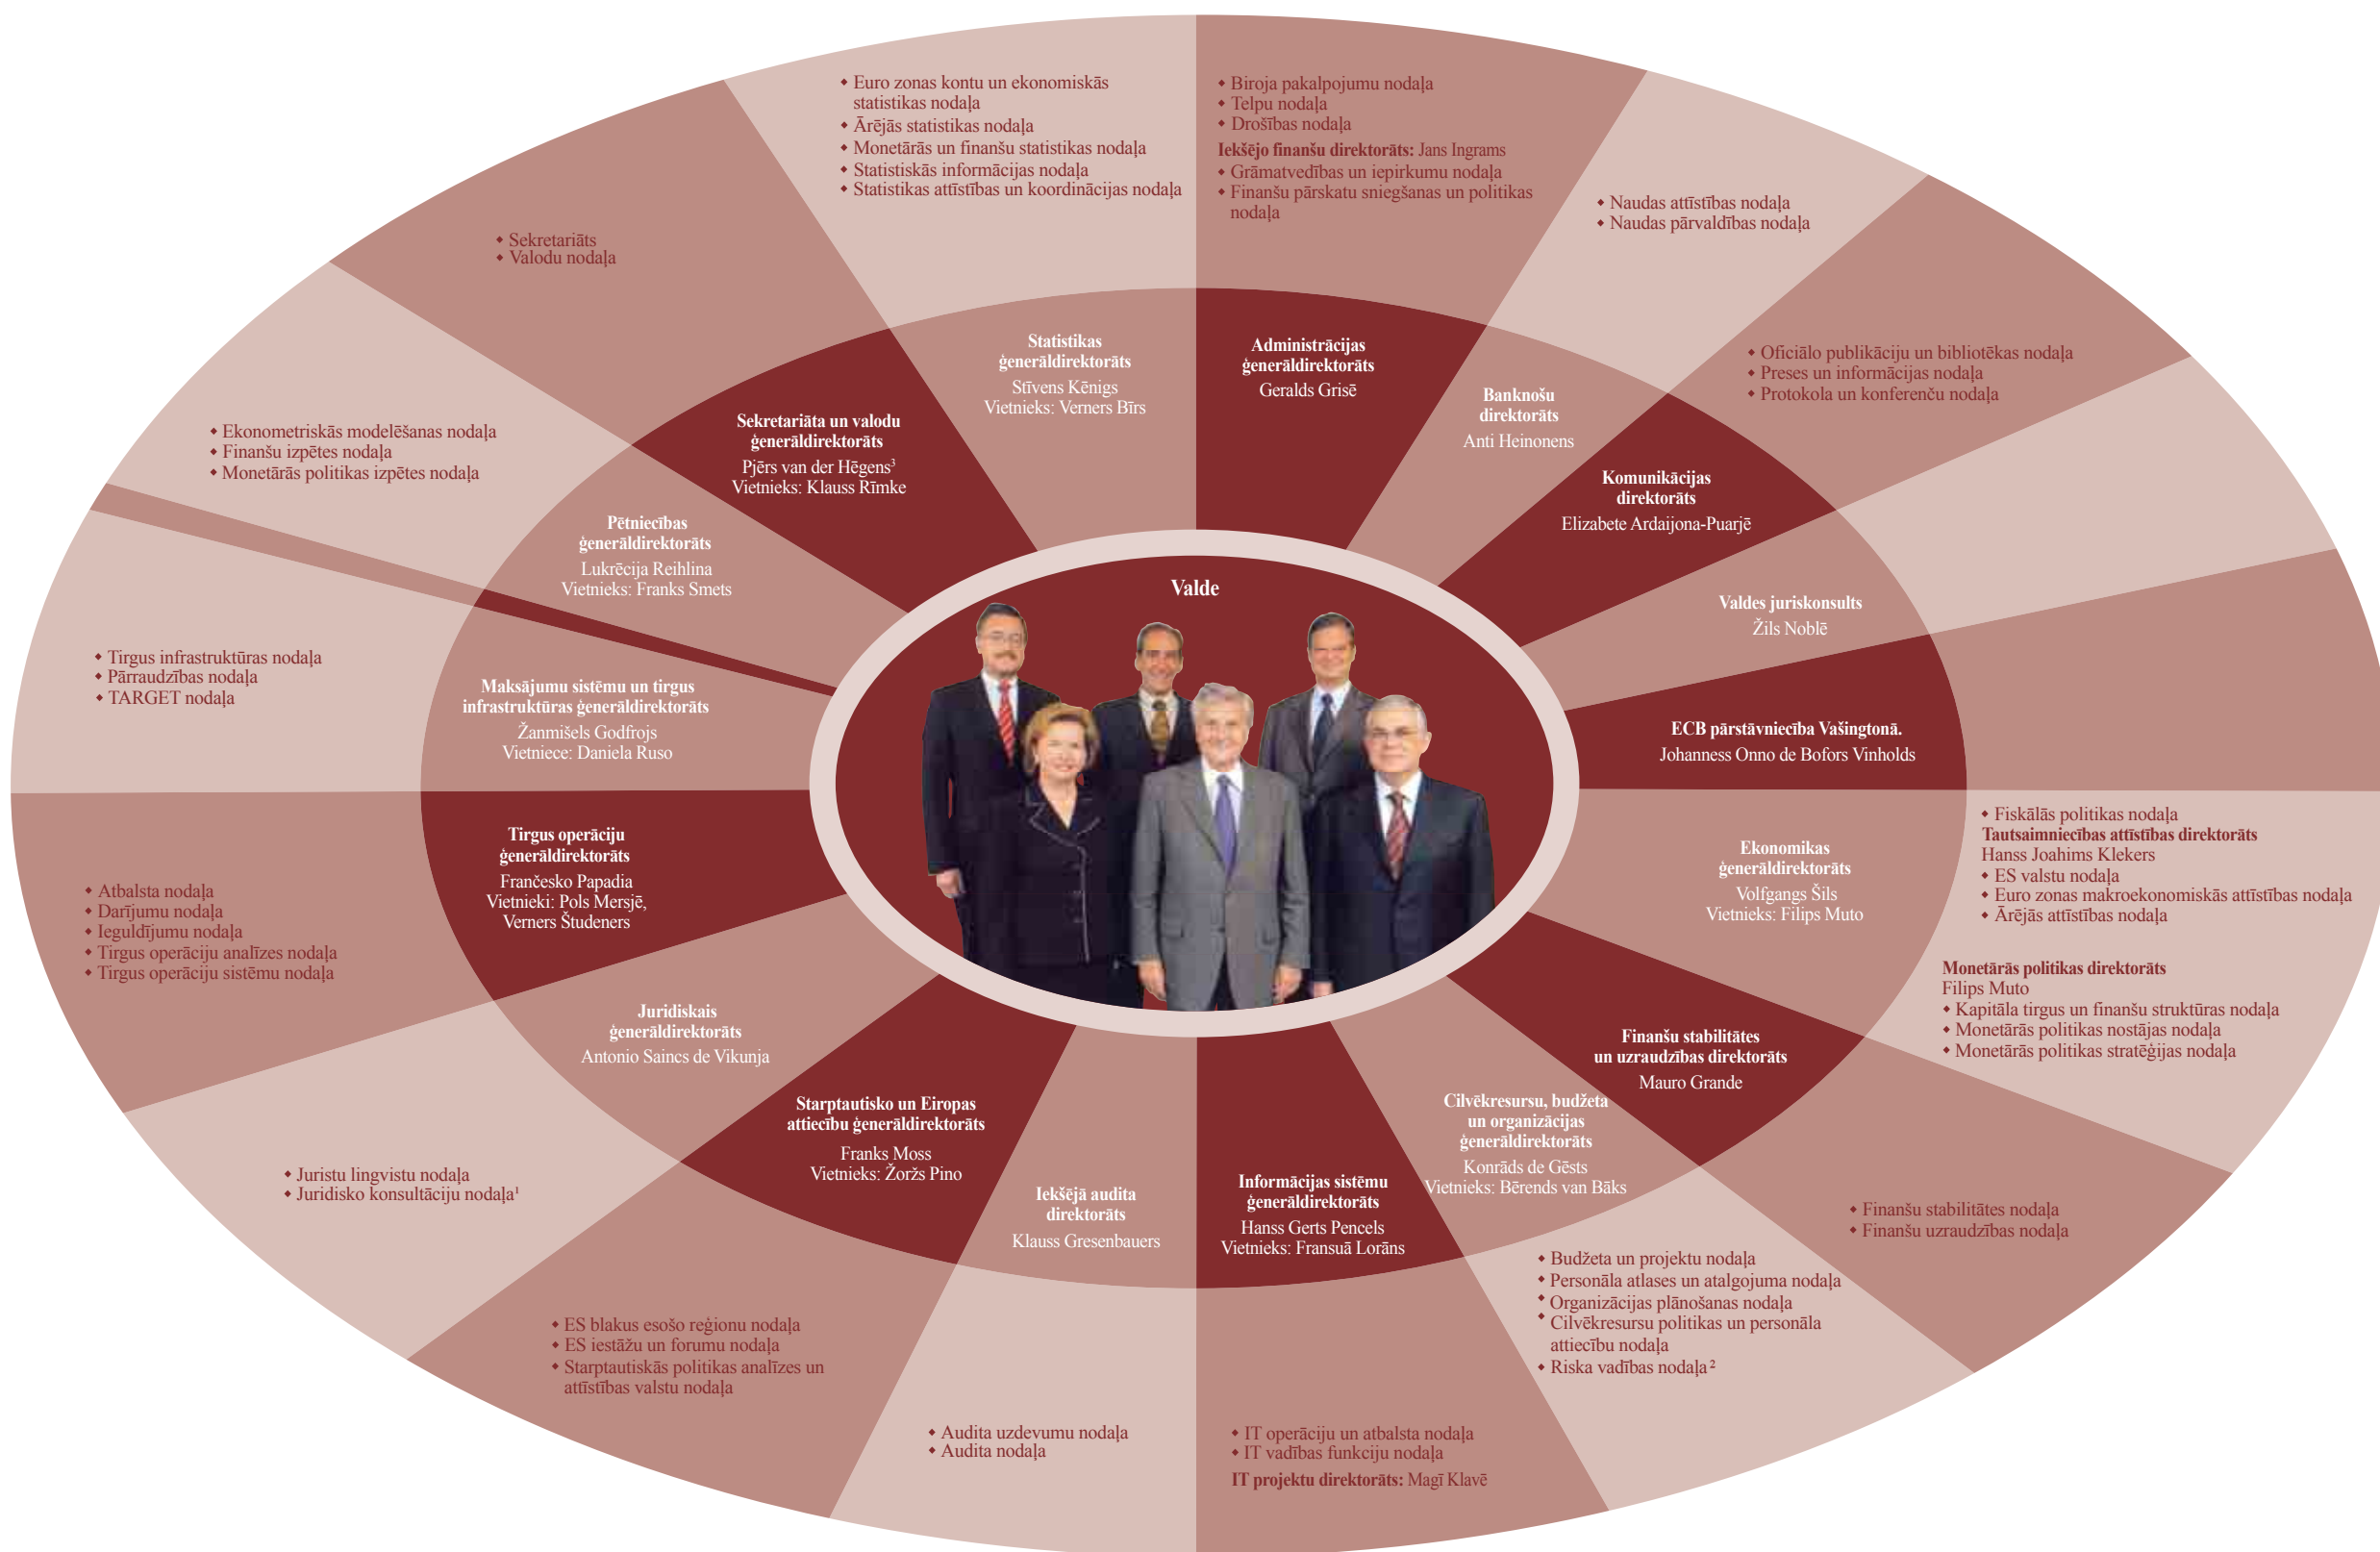 Valde
Administrācijas
ģenerāldirektorāts
Geralds Grisē
◆ Biroja pakalpojumu nodaļa
◆ Telpu nodaļa
◆ Drošības nodaļa
Iekšējo finanšu direktorāts: Jans Ingrams
◆ Grāmatvedības un iepirkumu nodaļa
◆ Finanšu pārskatu sniegšanas un politikas
nodaļa
Banknošu
direktorāts
Anti Heinonens
◆ Naudas attīstības nodaļa
◆ Naudas pārvaldības nodaļa
Komunikācijas
direktorāts
Elizabete Ardaijona-Puarjē
◆ Oficiālo publikāciju un bibliotēkas nodaļa
◆ Preses un informācijas nodaļa
◆ Protokola un konferenču nodaļa
Valdes juriskonsults
Žils Noblē
ECB pārstāvniecība Vašingtonā.
Johanness Onno de Bofors Vinholds
Ekonomikas
ģenerāldirektorāts
Volfgangs Šils
Vietnieks: Filips Muto
◆ Fiskālās politikas nodaļa
Tautsaimniecības attīstības direktorāts
Hanss Joahims Klekers
◆ ES valstu nodaļa
◆ Euro zonas makroekonomiskās attīstības nodaļa
◆ Ārējās attīstības nodaļa
Monetārās politikas direktorāts
Filips Muto
◆ Kapitāla tirgus un finanšu struktūras nodaļa
◆ Monetārās politikas nostājas nodaļa
◆ Monetārās politikas stratēģijas nodaļa
Finanšu stabilitātes
un uzraudzības direktorāts
Mauro Grande
◆ Finanšu stabilitātes nodaļa
◆ Finanšu uzraudzības nodaļa
Cilvēkresursu, budžeta
un organizācijas
ģenerāldirektorāts
Konrāds de Gēsts
Vietnieks: Bērends van Bāks
◆ Budžeta un projektu nodaļa
◆ Personāla atlases un atalgojuma nodaļa
◆ Organizācijas plānošanas nodaļa
◆ Cilvēkresursu politikas un personāla
attiecību nodaļa
◆ Riska vadības nodaļa²
Informācijas sistēmu
ģenerāldirektorāts
Hanss Gerts Pencels
Vietnieks: Fransuā Lorāns
◆ IT operāciju un atbalsta nodaļa
◆ IT vadības funkciju nodaļa
IT projektu direktorāts: Magī Klavē
Iekšējā audita
direktorāts
Klauss Gresenbauers
◆ Audita uzdevumu nodaļa
◆ Audita nodaļa
Starptautisko un Eiropas
attiecību ģenerāldirektorāts
Franks Moss
Vietnieks: Žoržs Pino
◆ ES blakus esošo reģionu nodaļa
◆ ES iestāžu un forumu nodaļa
◆ Starptautiskās politikas analīzes un
attīstības valstu nodaļa
Juridiskais
ģenerāldirektorāts
Antonio Saincs de Vikunja
◆ Juristu lingvistu nodaļa
◆ Juridisko konsultāciju nodaļa¹
Tirgus operāciju
ģenerāldirektorāts
Frančesko Papadia
Vietnieki: Pols Mersjē,
Verners Študeners
◆ Atbalsta nodaļa
◆ Darījumu nodaļa
◆ Ieguldījumu nodaļa
◆ Tirgus operāciju analīzes nodaļa
◆ Tirgus operāciju sistēmu nodaļa
Maksājumu sistēmu un tirgus
infrastruktūras ģenerāldirektorāts
Žanmišels Godfrojs
Vietniece: Daniela Ruso
◆ Tirgus infrastruktūras nodaļa
◆ Pārraudzības nodaļa
◆ TARGET nodaļa
Pētniecības
ģenerāldirektorāts
Lukrēcija Reihlina
Vietnieks: Franks Smets
◆ Ekonometriskās modelēšanas nodaļa
◆ Finanšu izpētes nodaļa
◆ Monetārās politikas izpētes nodaļa
Sekretariāta un valodu
ģenerāldirektorāts
Pjērs van der Hēgens³
Vietnieks: Klauss Rīmke
◆ Sekretariāts
◆ Valodu nodaļa
Statistikas
ģenerāldirektorāts
Stīvens Kēnigs
Vietnieks: Verners Bīrs
◆ Euro zonas kontu un ekonomiskās
statistikas nodaļa
◆ Ārējās statistikas nodaļa
◆ Monetārās un finanšu statistikas nodaļa
◆ Statistiskās informācijas nodaļa
◆ Statistikas attīstības un koordinācijas nodaļa